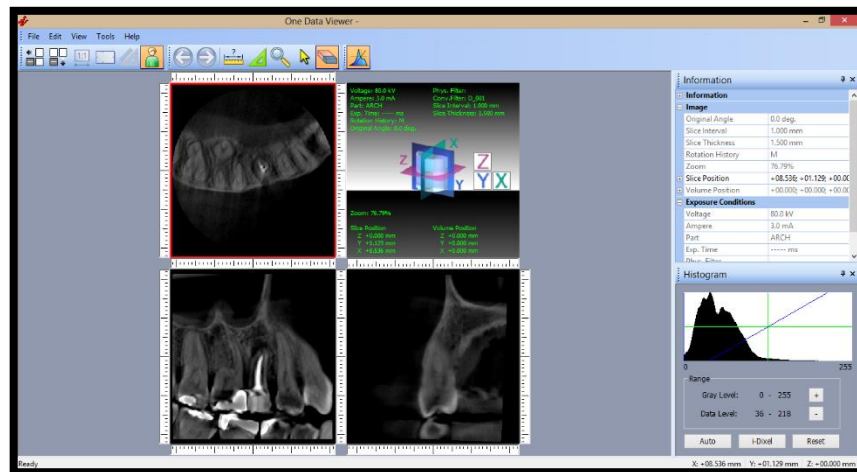 One Data Viewer -
File Edit View Tools Help
1:1
?
Voltage: 80.0 kV Phys. Filter:
Ampere: 3.0 mA Conv.Filter: D_001
Part: ARCH Slice Interval: 1.000 mm
Exp. Time: ----- ms Slice Thickness: 1.500 mm
Rotation History: M
Original Angle: 0.0 deg.
X
Z Z
Y Y X
Zoom: 76.79%
Slice Position Volume Position
Z +0.000 mm Z +0.000 mm
Y +1.129 mm Y +0.000 mm
X +8.536 mm X +0.000 mm
Information
Information
Image
Original Angle 0.0 deg.
Slice Interval 1.000 mm
Slice Thickness 1.500 mm
Rotation History M
Zoom 76.79%
Slice Position +08.536; +01.129; +00.00
Volume Position +00.000; +00.000; +00.00
Exposure Conditions
Voltage 80.0 kV
Ampere 3.0 mA
Part ARCH
Exp. Time ----- ms
Phys. Filter
Histogram
0 255
Range
Gray Level: 0 - 255 +
Data Level: 36 - 218 -
Auto i-Dixel Reset
Ready X: +08.536 mm Y: +01.129 mm Z: +00.000 mm